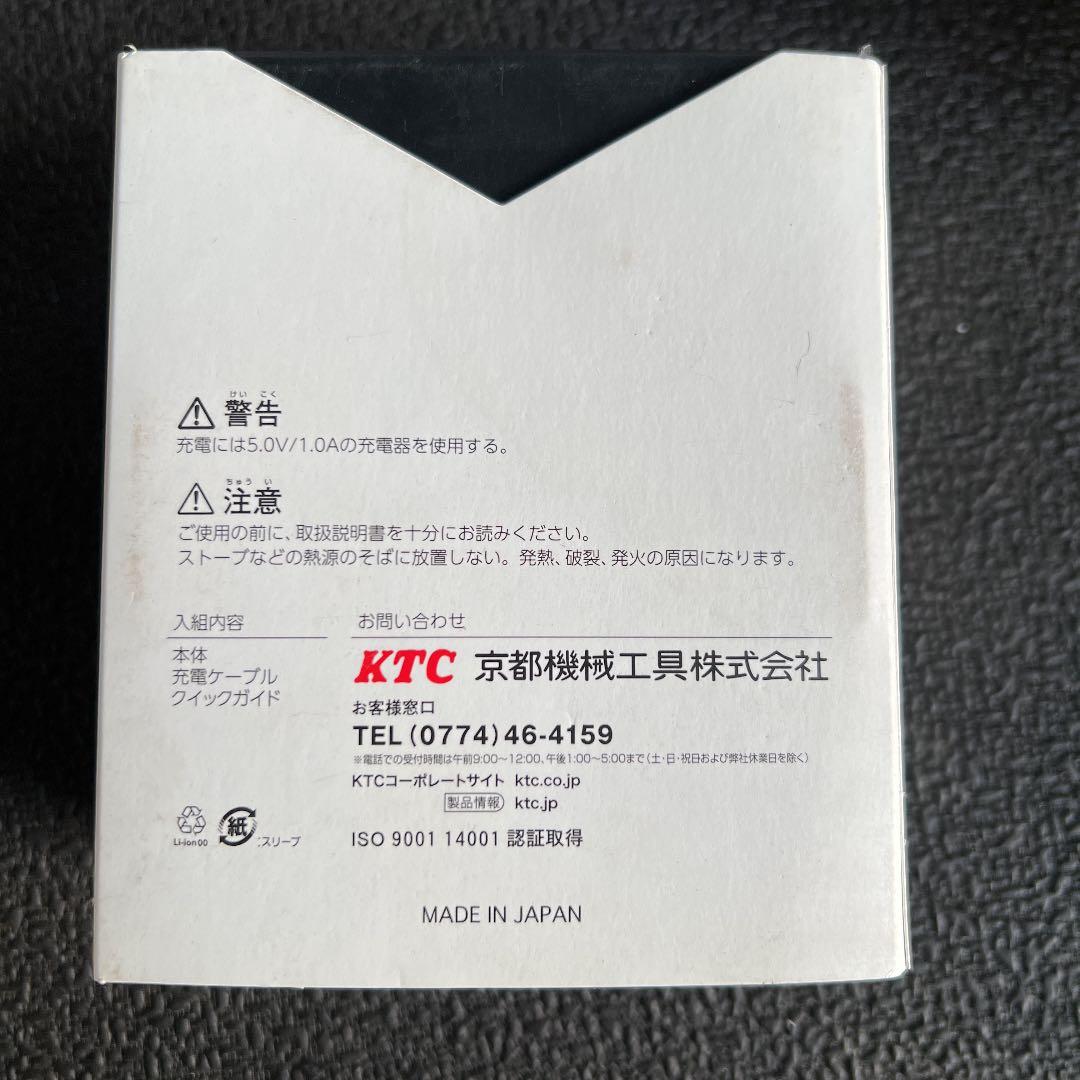 けい こく
警告
充電には5.0V/1.0Aの充電器を使用する。
ちゅう い
注意
ご使用の前に、取扱説明書を十分にお読みください。
ストーブなどの熱源のそばに放置しない。発熱、破裂、発火の原因になります。
入組内容
本体
充電ケーブル
クイックガイド
お問い合わせ
KTC 京都機械工具株式会社
お客様窓口
TEL(0774)46-4159
※電話での受付時間は午前9:00~12:00、午後1:00~5:00まで(土・日・祝日および弊社休業日を除く)
KTCコーポレートサイト ktc.co.jp
製品情報 ktc.jp
ISO 9001 14001 認証取得
Li-ion00
紙 :スリーブ
MADE IN JAPAN